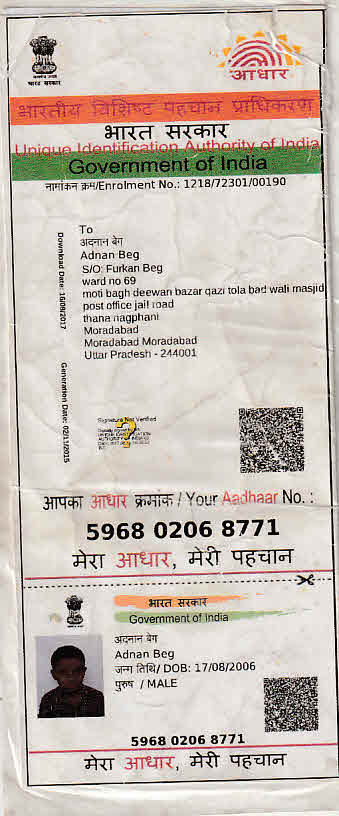 भारत सरकार
आधार
भारतीय विशिष्ट पहचान प्राधिकरण
भारत सरकार
Unique Identification Authority of India
Government of India
नामांकन क्रम/Enrolment No.: 1218/72301/00190
To
अदनान बेग
Adnan Beg
S/O: Furkan Beg
ward no 69
moti bagh deewan bazar qazi tola bad wali masjid
post office jail road
thana nagphani
Moradabad
Moradabad Moradabad
Uttar Pradesh - 244001
Download Date: 16/08/2017
Generation Date: 02/11/2015
Signature Not Verified
आपका आधार क्रमांक / Your Aadhaar No. :
5968 0206 8771
मेरा आधार, मेरी पहचान
भारत सरकार
Government of India
अदनान बेग
Adnan Beg
जन्म तिथि/ DOB: 17/08/2006
पुरुष / MALE
5968 0206 8771
मेरा आधार, मेरी पहचान